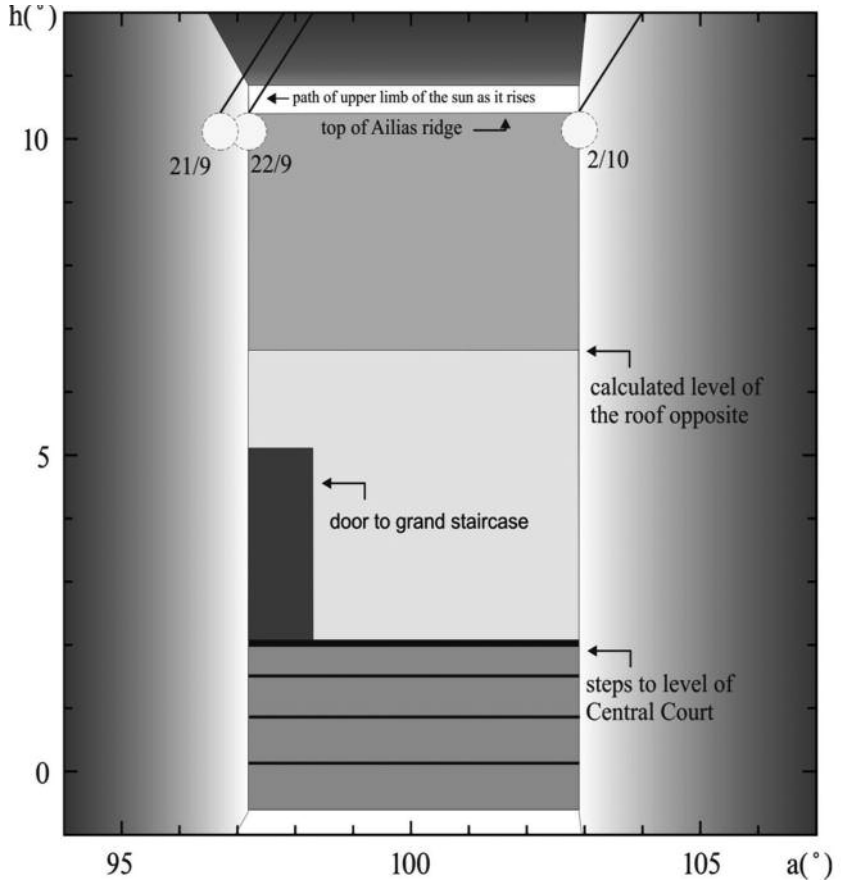 h(°)
path of upper limb of the sun as it rises
top of Ailias ridge
10
21/9
22/9
2/10
calculated level of
the roof opposite
5
door to grand staircase
steps to level of
Central Court
0
95
100
105
a(°)